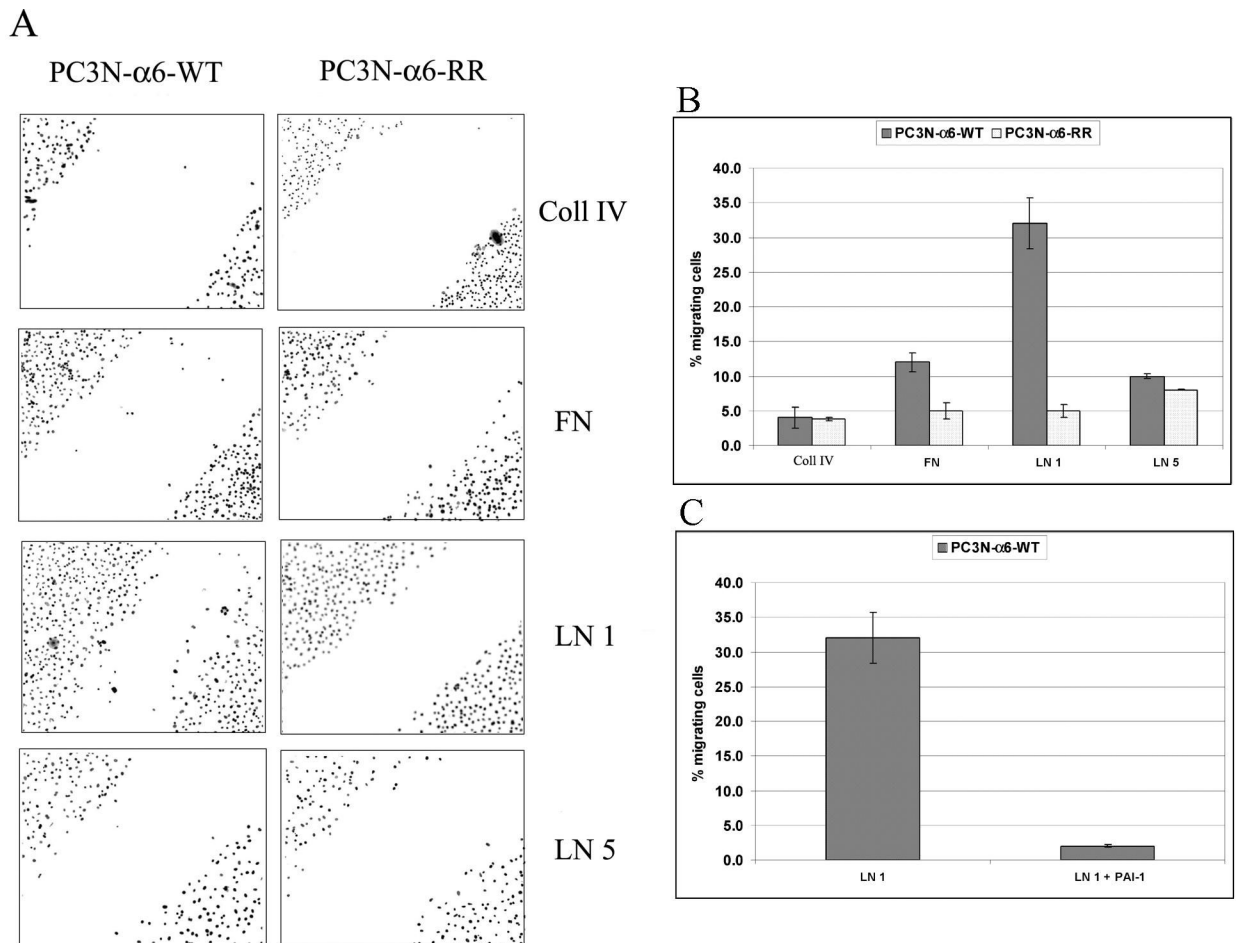 A
PC3N-α6-WT
PC3N-α6-RR
Coll IV
FN
LN 1
LN 5
B
PC3N-α6-WT PC3N-α6-RR
% migrating cells
40.0
35.0
30.0
25.0
20.0
15.0
10.0
5.0
0.0
Coll IV FN LN 1 LN 5
C
PC3N-α6-WT
% migrating cells
40.0
35.0
30.0
25.0
20.0
15.0
10.0
5.0
0.0
LN 1 LN 1 + PAI-1